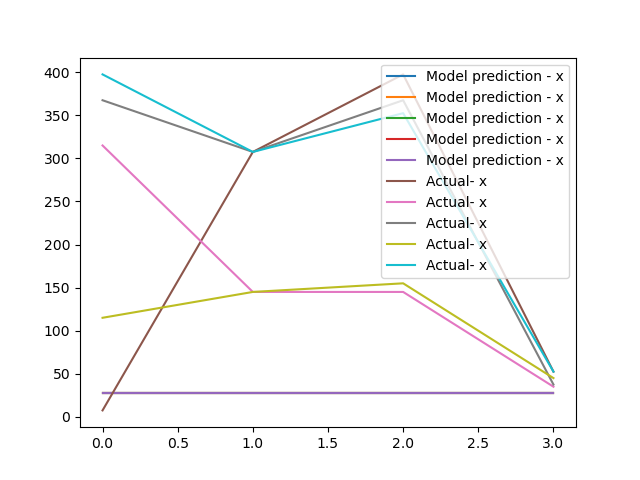 400
350
300
250
200
150
100
50
0
0.0 0.5 1.0 1.5 2.0 2.5 3.0
Model prediction - x
Model prediction - x
Model prediction - x
Model prediction - x
Model prediction - x
Actual- x
Actual- x
Actual- x
Actual- x
Actual- x